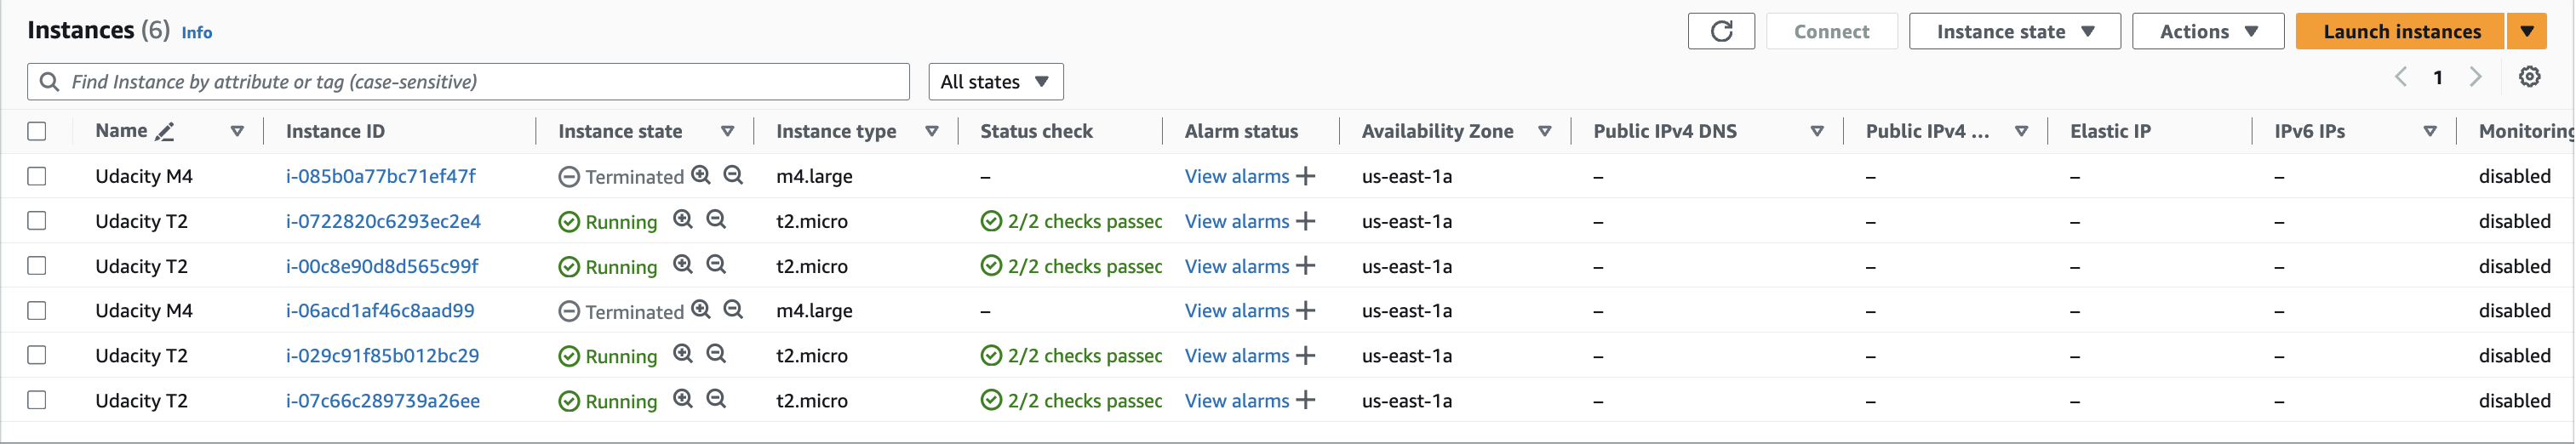 Instances (6) Info
Connect Instance state Actions Launch instances
Find Instance by attribute or tag (case-sensitive) All states 1
Name Instance ID Instance state Instance type Status check Alarm status Availability Zone Public IPv4 DNS Public IPv4 ... Elastic IP IPv6 IPs Monitoring
Udacity M4 i-085b0a77bc71ef47f Terminated m4.large – View alarms + us-east-1a – – – – disabled
Udacity T2 i-0722820c6293ec2e4 Running t2.micro 2/2 checks passec View alarms + us-east-1a – – – – disabled
Udacity T2 i-00c8e90d8d565c99f Running t2.micro 2/2 checks passec View alarms + us-east-1a – – – – disabled
Udacity M4 i-06acd1af46c8aad99 Terminated m4.large – View alarms + us-east-1a – – – – disabled
Udacity T2 i-029c91f85b012bc29 Running t2.micro 2/2 checks passec View alarms + us-east-1a – – – – disabled
Udacity T2 i-07c66c289739a26ee Running t2.micro 2/2 checks passec View alarms + us-east-1a – – – – disabled